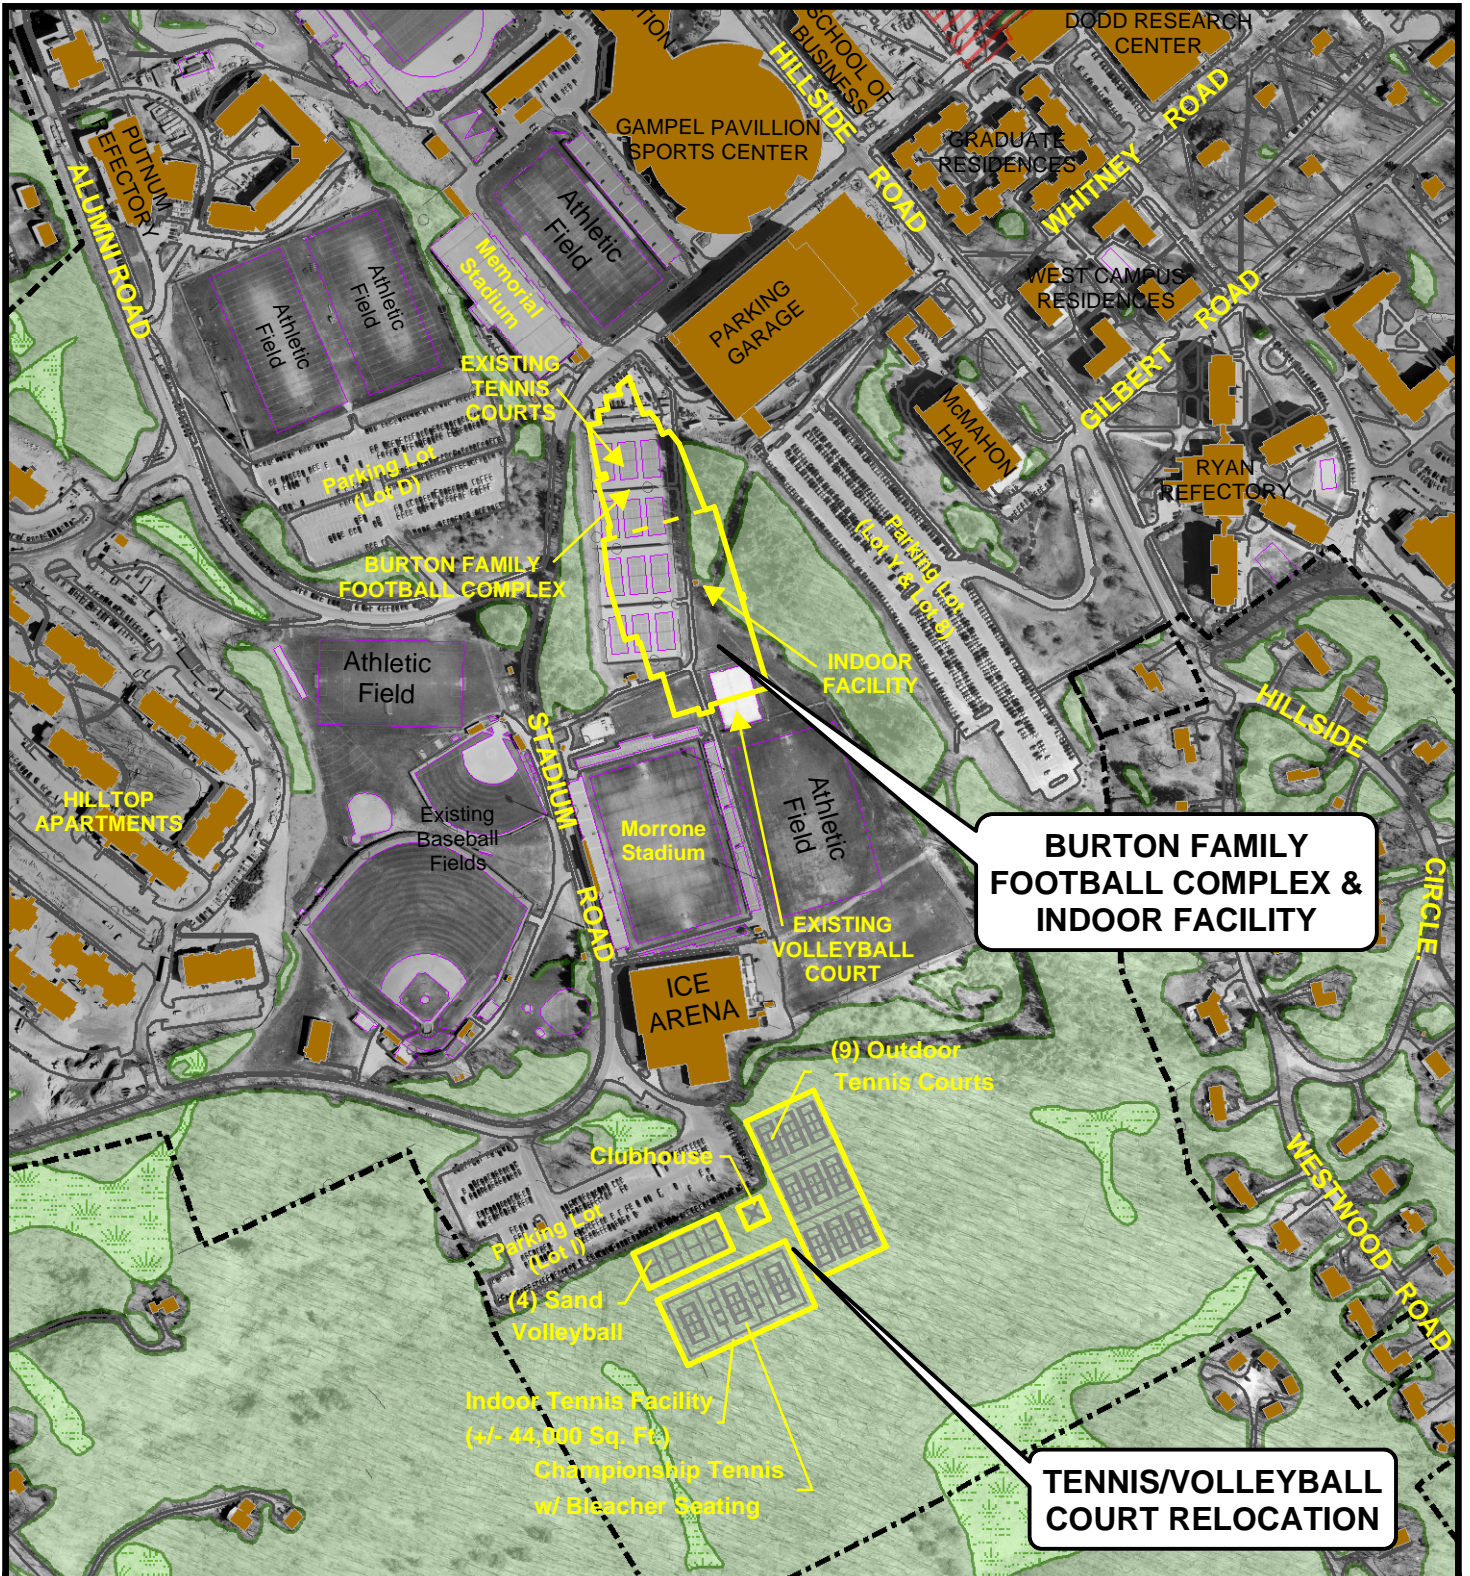 DODD RESEARCH
CENTER
SCHOOL OF
BUSINESS
HILLSIDE
ROAD
GAMPEL PAVILLION
SPORTS CENTER
GRADUATE
RESIDENCES
WHITNEY
ROAD
PUTNUM
REFECTORY
ALUMNI ROAD
Athletic
Field
Athletic
Field
Athletic
Field
Memorial
Stadium
PARKING
GARAGE
WEST CAMPUS
RESIDENCES
GILBERT
ROAD
EXISTING
TENNIS
COURTS
McMAHON
HALL
RYAN
REFECTORY
Parking Lot
(Lot D)
Parking Lot
(Lot Y & Lot 8)
BURTON FAMILY
FOOTBALL COMPLEX
INDOOR
FACILITY
Athletic
Field
HILLSIDE
CIRCLE
STADIUM
ROAD
HILLTOP
APARTMENTS
Existing
Baseball
Fields
Morrone
Stadium
Athletic
Field
BURTON FAMILY
FOOTBALL COMPLEX &
INDOOR FACILITY
EXISTING
VOLLEYBALL
COURT
ICE
ARENA
(9) Outdoor
Tennis Courts
Clubhouse
WESTWOOD
ROAD
Parking Lot
(Lot I)
(4) Sand
Volleyball
Indoor Tennis Facility
(+/- 44,000 Sq. Ft.)
Championship Tennis
w/ Bleacher Seating
TENNIS/VOLLEYBALL
COURT RELOCATION